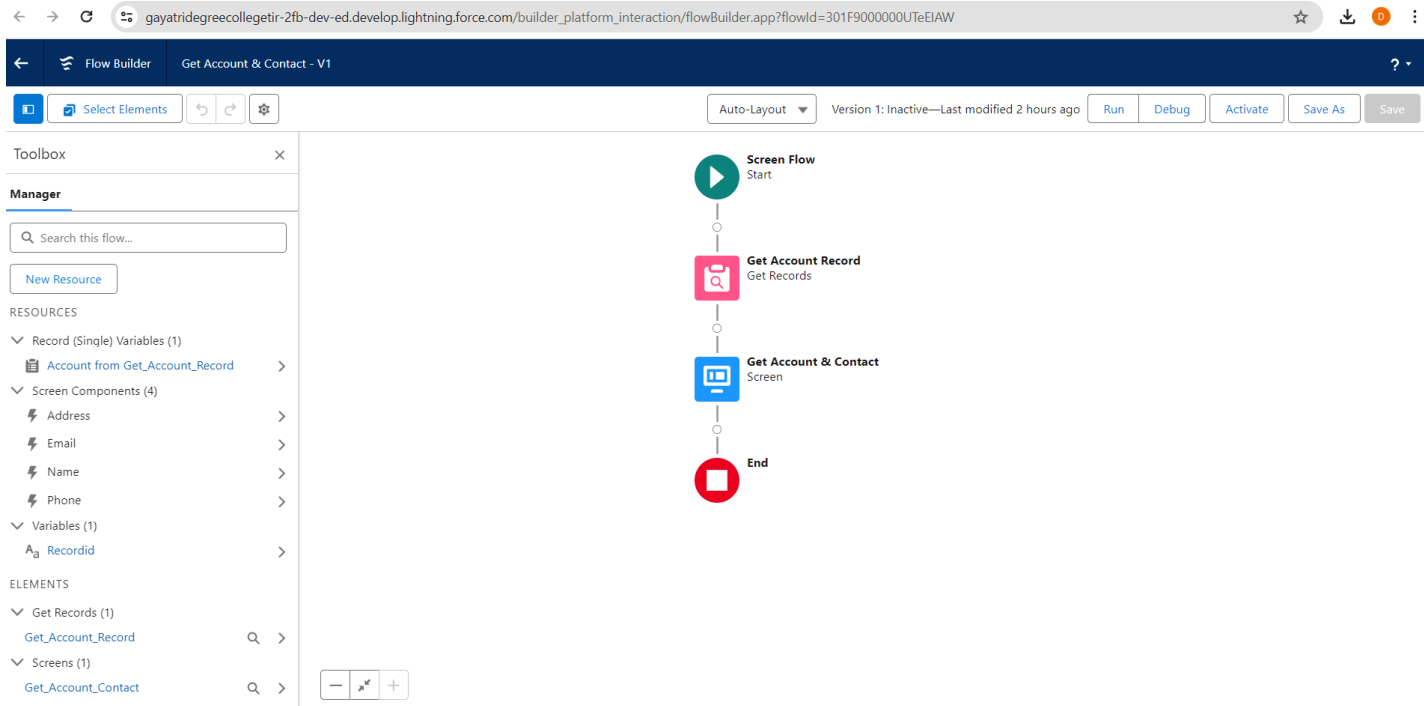 gayatridegreecollegetir-2fb-dev-ed.develop.lightning.force.com/builder_platform_interaction/flowBuilder.app?flowId=301F9000000UTeEIAW
D
Flow Builder
Get Account & Contact - V1
?
Select Elements
Auto-Layout
Version 1: Inactive—Last modified 2 hours ago
Run
Debug
Activate
Save As
Save
Toolbox
Manager
Search this flow...
New Resource
RESOURCES
Record (Single) Variables (1)
Account from Get_Account_Record
Screen Components (4)
Address
Email
Name
Phone
Variables (1)
Aa Recordid
ELEMENTS
Get Records (1)
Get_Account_Record
Screens (1)
Get_Account_Contact
Screen Flow
Start
Get Account Record
Get Records
Get Account & Contact
Screen
End